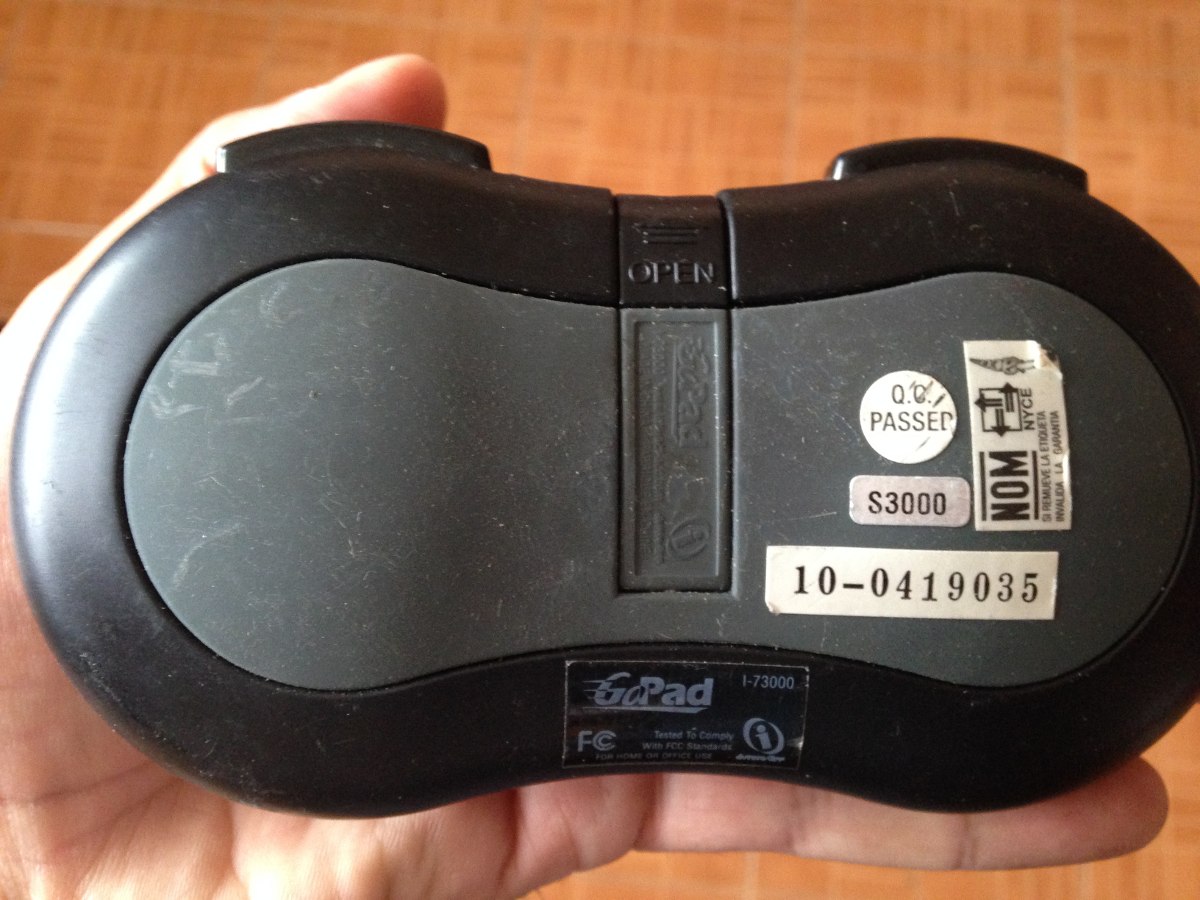 OPEN
GoPad
Q.C.
PASSED
S3000
NOM
NYCE
SI REMUEVE LA ETIQUETA
INVALIDA LA GARANTIA
10-0419035
GoPad
I-73000
FC
Tested To Comply
With FCC Standards
FOR HOME OR OFFICE USE